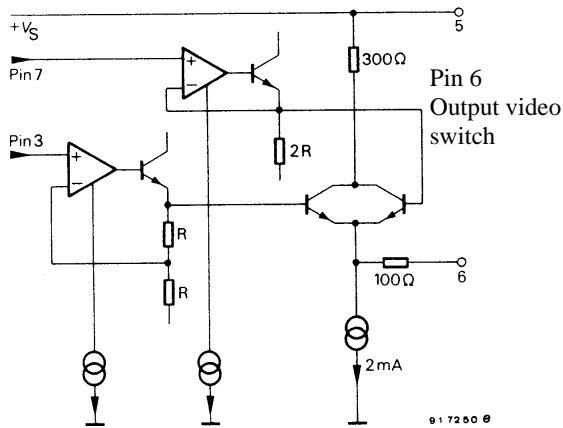 +VS
5
Pin 7
300Ω
Pin 6
Output video
switch
2R
Pin 3
R
R
100Ω
6
2mA
917250 θ